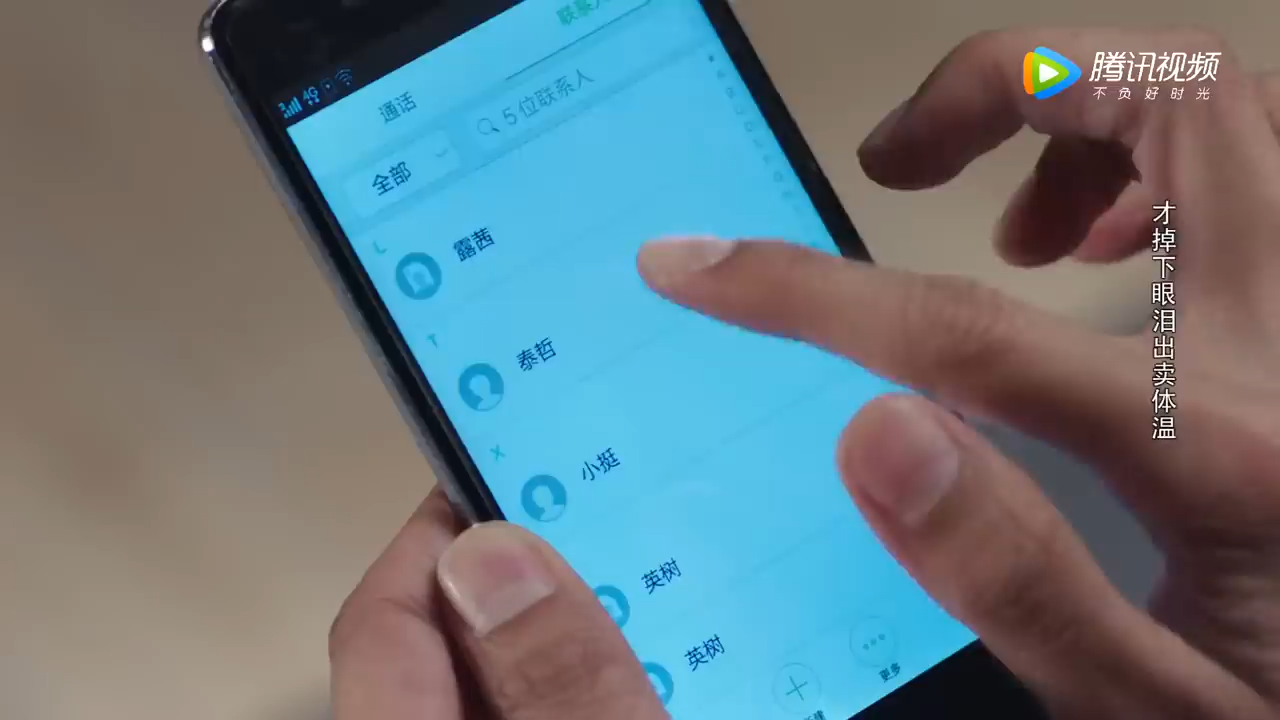 联系人
4G
通话
5位联系人
全部
L
露茜
T
泰哲
X
小挺
英树
英树
更多
腾讯视频
不负好时光
才掉下眼泪出卖体温